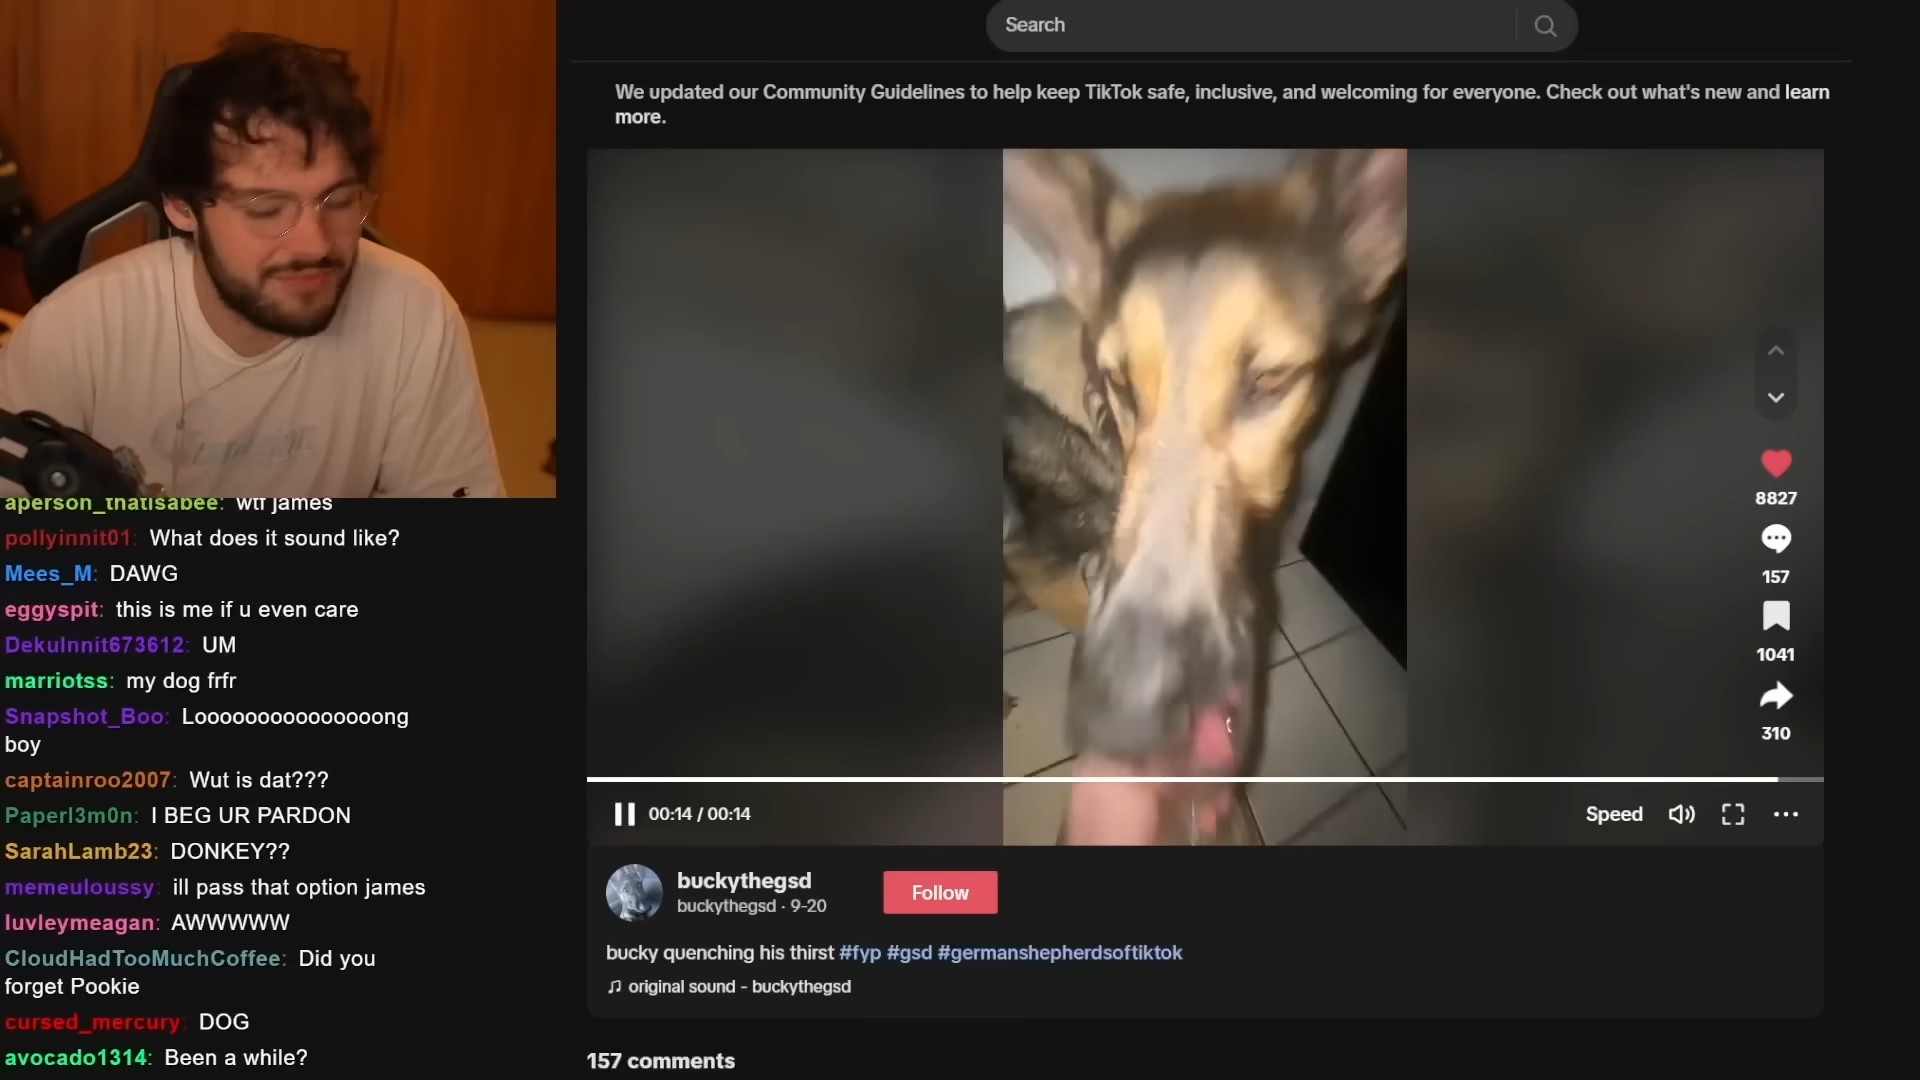 Search
We updated our Community Guidelines to help keep TikTok safe, inclusive, and welcoming for everyone. Check out what's new and learn
more.
8827
157
1041
310
00:14 / 00:14
Speed
buckythegsd
buckythegsd · 9-20
Follow
bucky quenching his thirst #fyp #gsd #germanshepherdsoftiktok
original sound - buckythegsd
157 comments
aperson_thatisabee: wtf james
pollyinnit01: What does it sound like?
Mees_M: DAWG
eggyspit: this is me if u even care
DekuInnit673612: UM
marriotss: my dog frfr
Snapshot_Boo: Looooooooooooooong
boy
captainroo2007: Wut is dat???
Paperl3m0n: I BEG UR PARDON
SarahLamb23: DONKEY??
memeuloussy: ill pass that option james
luvleymeagan: AWWWWW
CloudHadTooMuchCoffee: Did you
forget Pookie
cursed_mercury: DOG
avocado1314: Been a while?